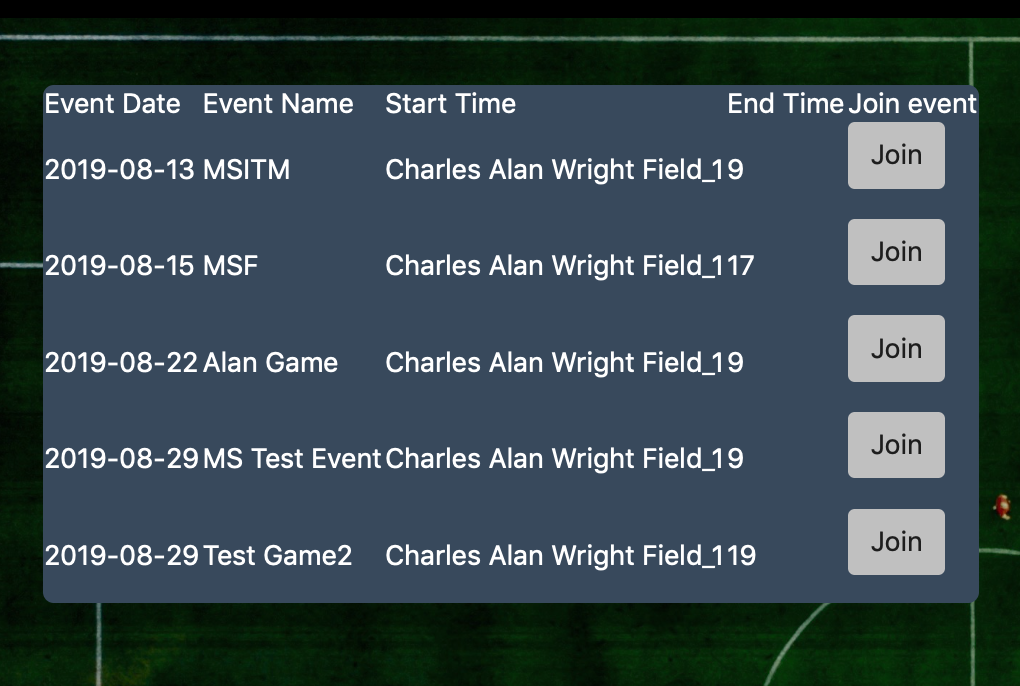 Event Date Event Name Start Time End Time Join event
2019-08-13 MSITM Charles Alan Wright Field_19 Join
2019-08-15 MSF Charles Alan Wright Field_117 Join
2019-08-22 Alan Game Charles Alan Wright Field_19 Join
2019-08-29 MS Test Event Charles Alan Wright Field_19 Join
2019-08-29 Test Game2 Charles Alan Wright Field_119 Join